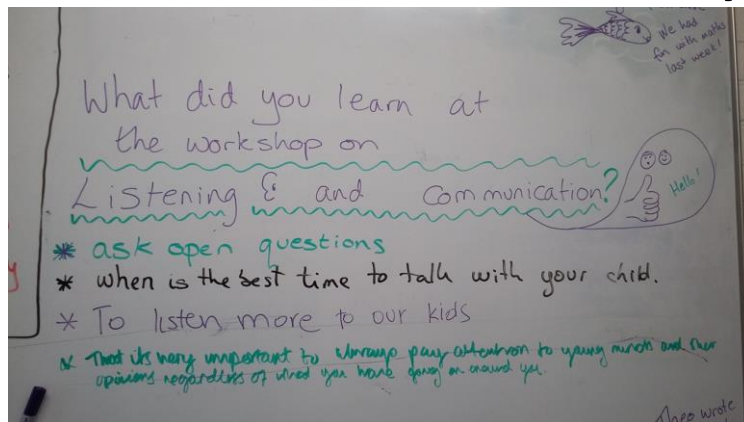 We had
fun with maths
last week!
What did you learn at
the workshop on
Listening & and communication?
Hello!
* ask open questions
* when is the best time to talk with your child.
* To listen more to our kids
* That its very important to always pay attention to young minds and their
opinions regardless of what you have going on around you.
Theo wrote